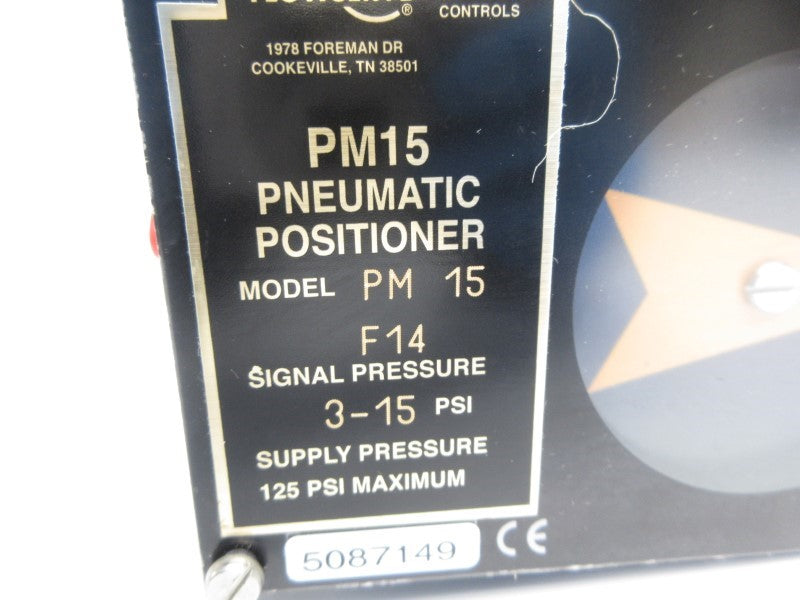 ® CONTROLS
1978 FOREMAN DR
COOKEVILLE, TN 38501
PM15
PNEUMATIC
POSITIONER
MODEL PM 15
F14
SIGNAL PRESSURE
3-15 PSI
SUPPLY PRESSURE
125 PSI MAXIMUM
5087149 CE